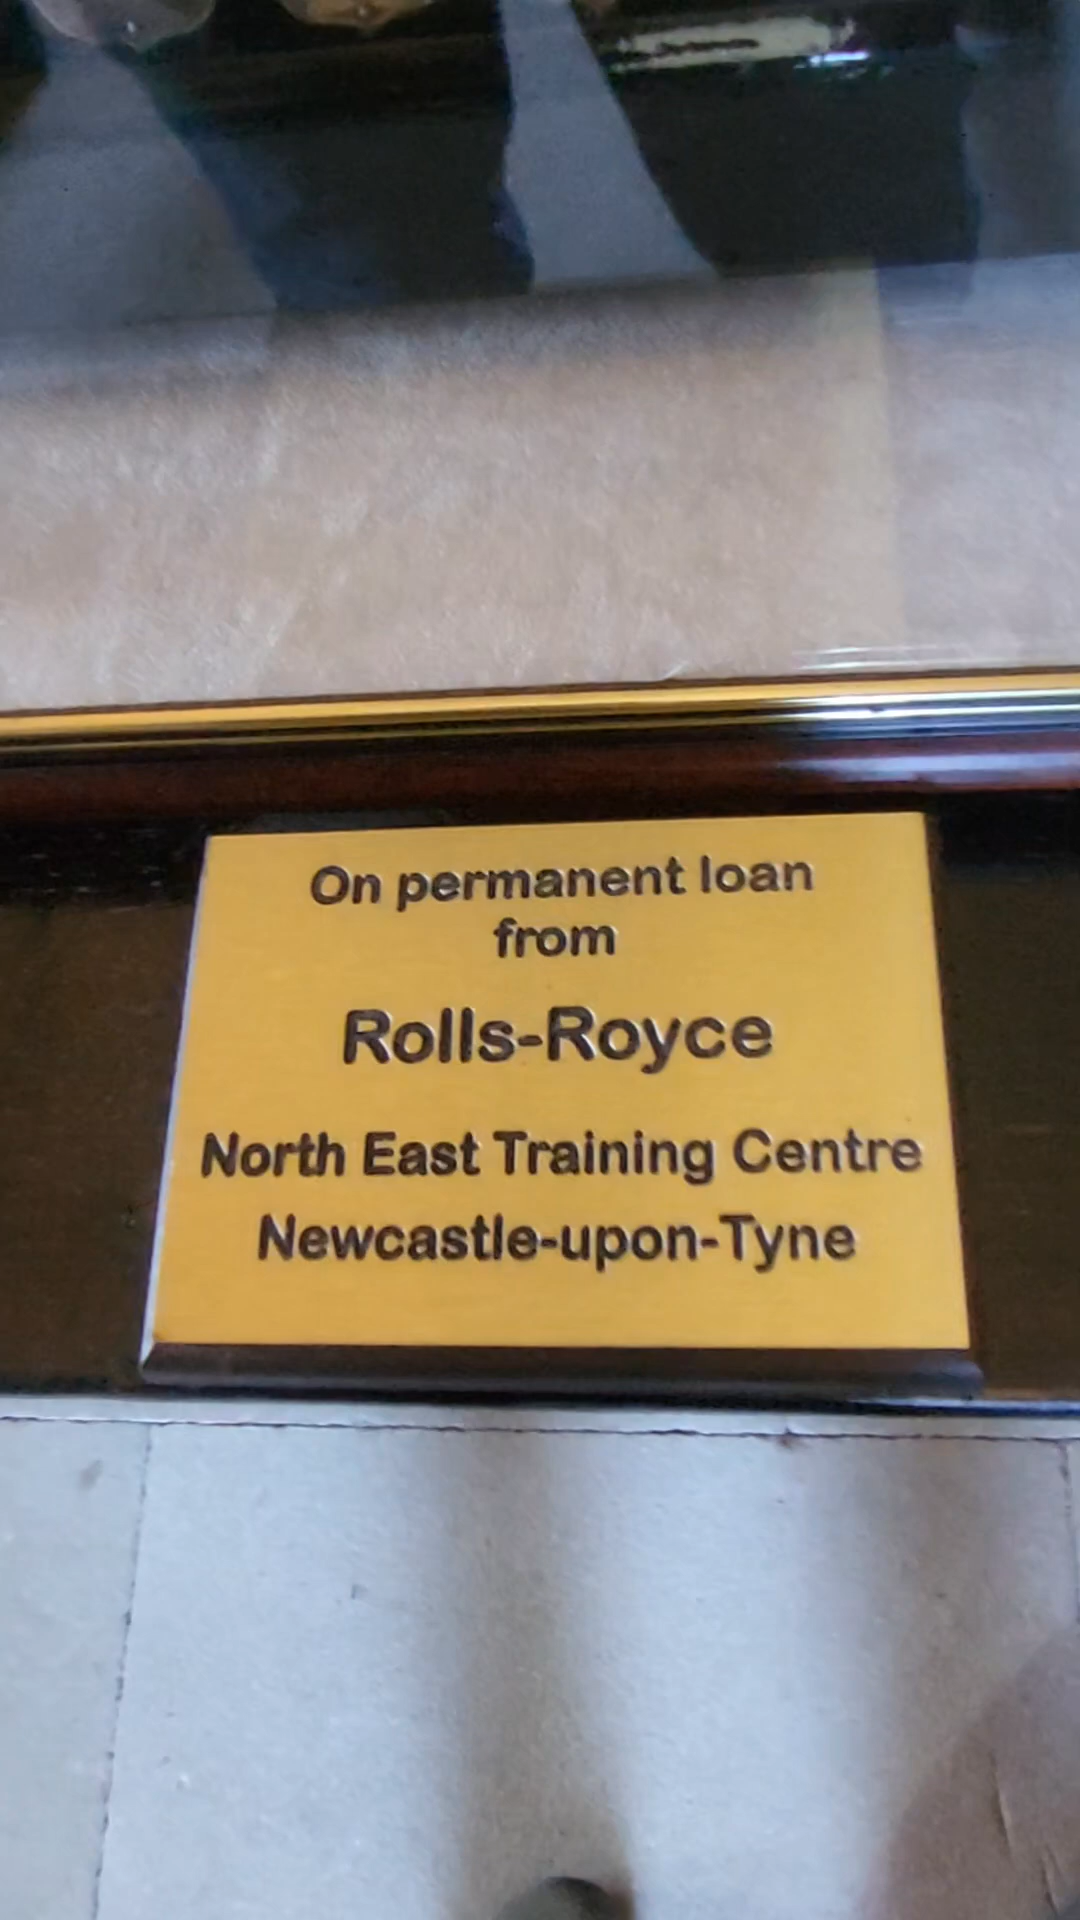 On permanent loan
from
Rolls-Royce
North East Training Centre
Newcastle-upon-Tyne